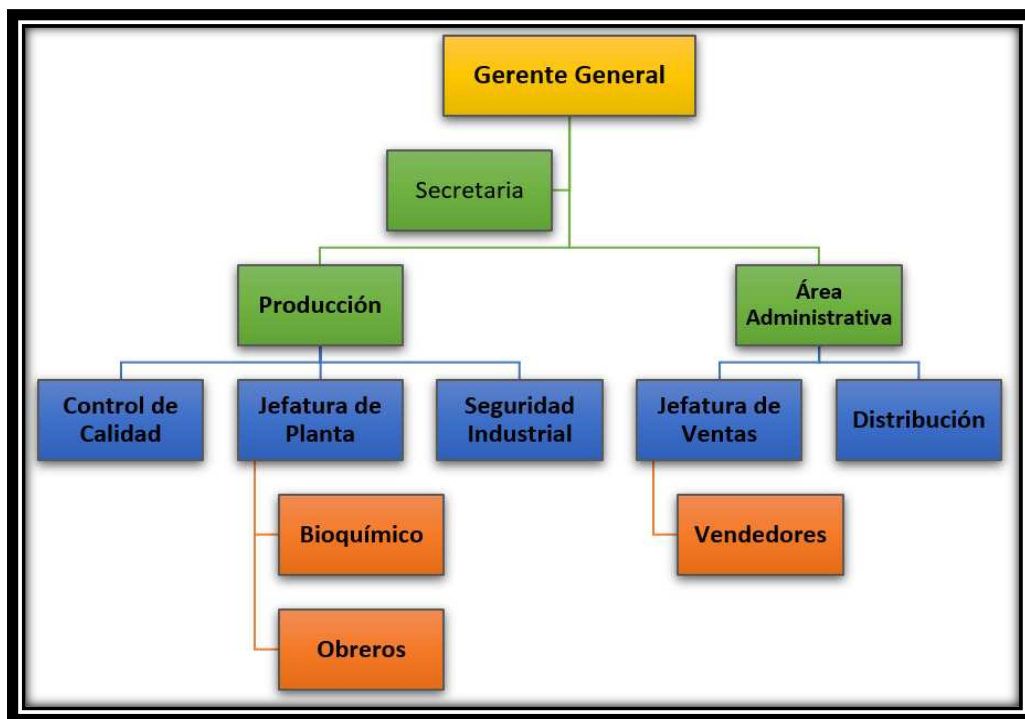 Gerente General
Secretaria
Producción
Área
Administrativa
Control de
Calidad
Jefatura de
Planta
Seguridad
Industrial
Jefatura de
Ventas
Distribución
Bioquímico
Vendedores
Obreros